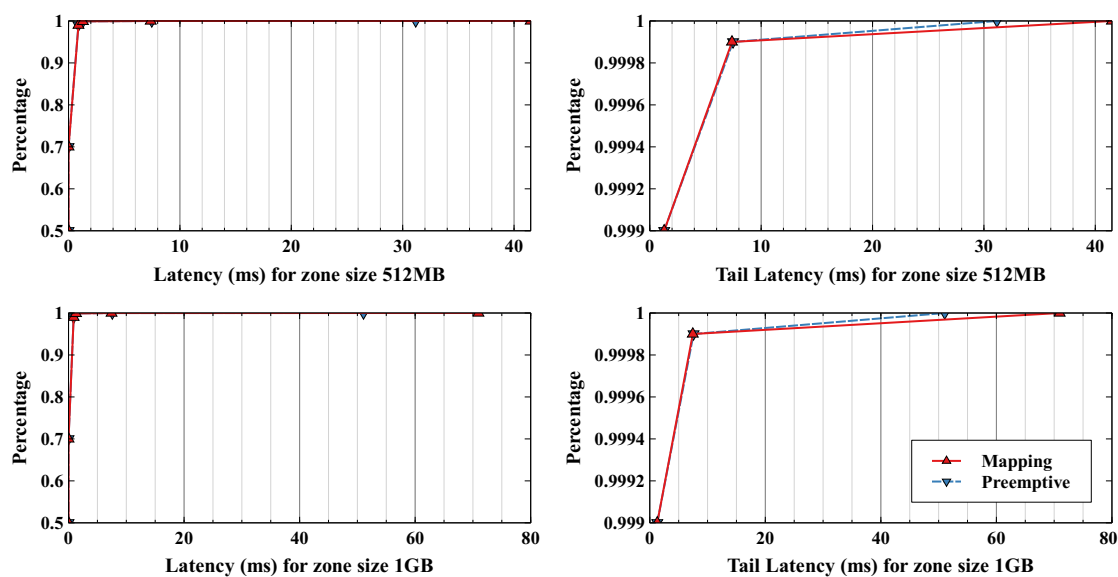 Percentage
1
0.9
0.8
0.7
0.6
0.5
0 10 20 30 40
Latency (ms) for zone size 512MB
Percentage
1
0.9998
0.9996
0.9994
0.9992
0.999
0 10 20 30 40
Tail Latency (ms) for zone size 512MB
Percentage
1
0.9
0.8
0.7
0.6
0.5
0 20 40 60 80
Latency (ms) for zone size 1GB
Percentage
1
0.9998
0.9996
0.9994
0.9992
0.999
Mapping
Preemptive
0 20 40 60 80
Tail Latency (ms) for zone size 1GB